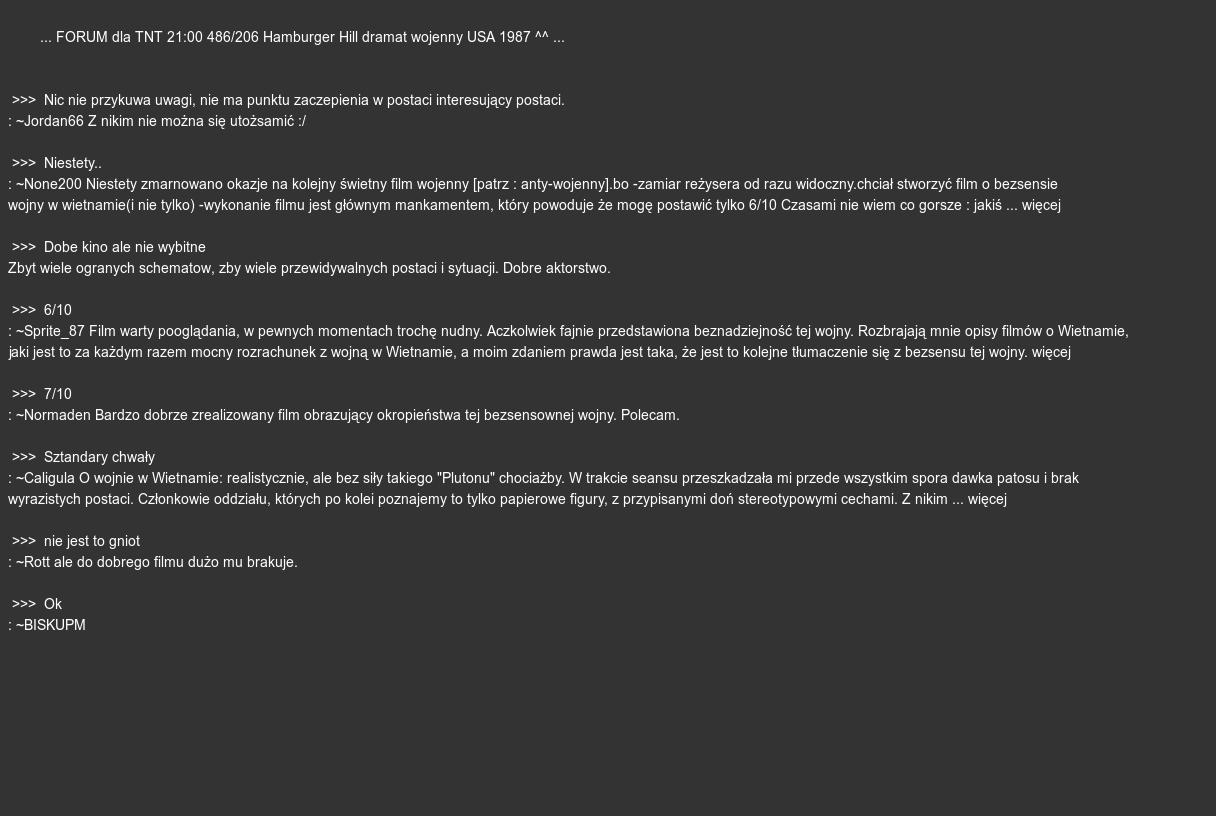 ... FORUM dla TNT 21:00 486/206 Hamburger Hill dramat wojenny USA 1987 ^^ ...
>>> Nic nie przykuwa uwagi, nie ma punktu zaczepienia w postaci interesujący postaci.
: ~Jordan66 Z nikim nie można się utożsamić :/
>>> Niestety..
: ~None200 Niestety zmarnowano okazje na kolejny świetny film wojenny [patrz : anty-wojenny].bo -zamiar reżysera od razu widoczny.chciał stworzyć film o bezsensie
wojny w wietnamie(i nie tylko) -wykonanie filmu jest głównym mankamentem, który powoduje że mogę postawić tylko 6/10 Czasami nie wiem co gorsze : jakiś ... więcej
>>> Dobe kino ale nie wybitne
Zbyt wiele ogranych schematow, zby wiele przewidywalnych postaci i sytuacji. Dobre aktorstwo.
>>> 6/10
: ~Sprite_87 Film warty pooglądania, w pewnych momentach trochę nudny. Aczkolwiek fajnie przedstawiona beznadziejność tej wojny. Rozbrajają mnie opisy filmów o Wietnamie,
jaki jest to za każdym razem mocny rozrachunek z wojną w Wietnamie, a moim zdaniem prawda jest taka, że jest to kolejne tłumaczenie się z bezsensu tej wojny. więcej
>>> 7/10
: ~Normaden Bardzo dobrze zrealizowany film obrazujący okropieństwa tej bezsensownej wojny. Polecam.
>>> Sztandary chwały
: ~Caligula O wojnie w Wietnamie: realistycznie, ale bez siły takiego "Plutonu" chociażby. W trakcie seansu przeszkadzała mi przede wszystkim spora dawka patosu i brak
wyrazistych postaci. Członkowie oddziału, których po kolei poznajemy to tylko papierowe figury, z przypisanymi doń stereotypowymi cechami. Z nikim ... więcej
>>> nie jest to gniot
: ~Rott ale do dobrego filmu dużo mu brakuje.
>>> Ok
: ~BISKUPM